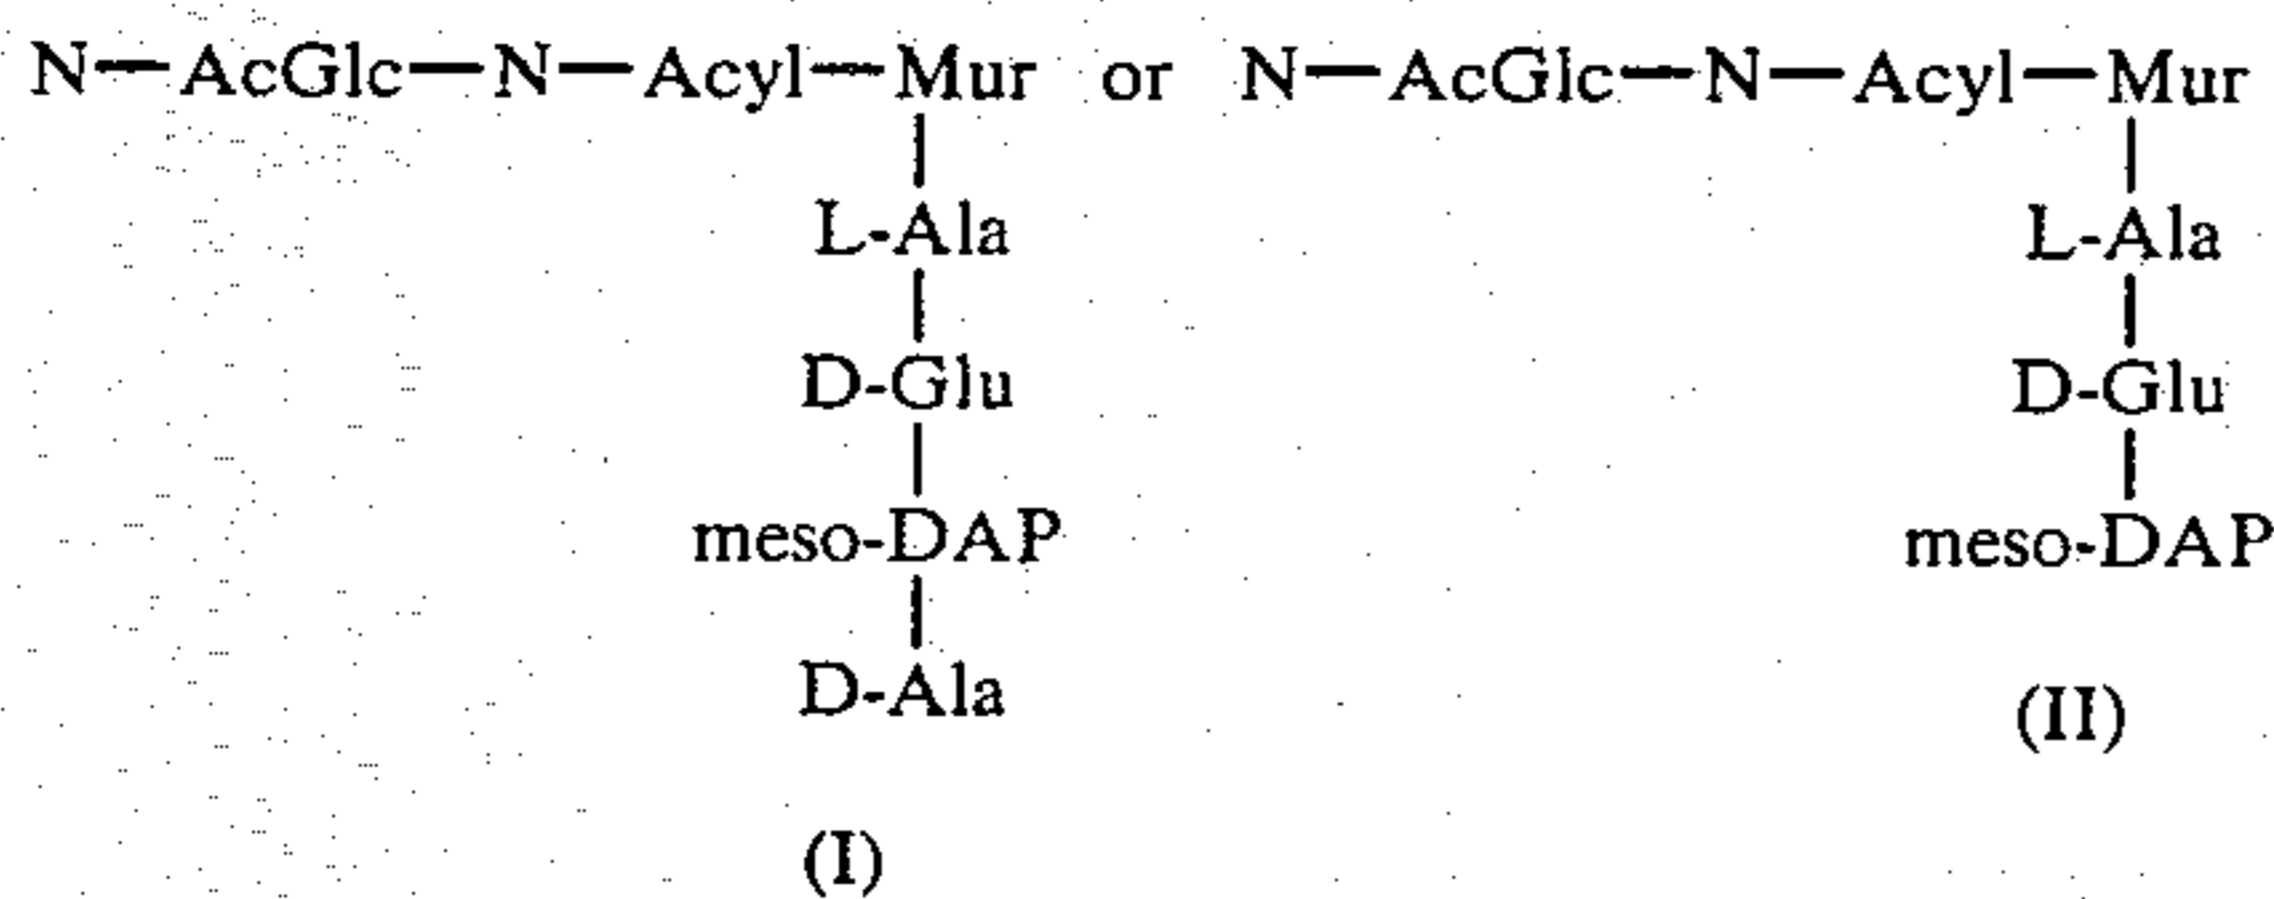 N—AcGlc—N—Acyl—Mur or N—AcGlc—N—Acyl—Mur
L-Ala L-Ala
D-Glu D-Glu
meso-DAP meso-DAP
D-Ala (II)
(I)